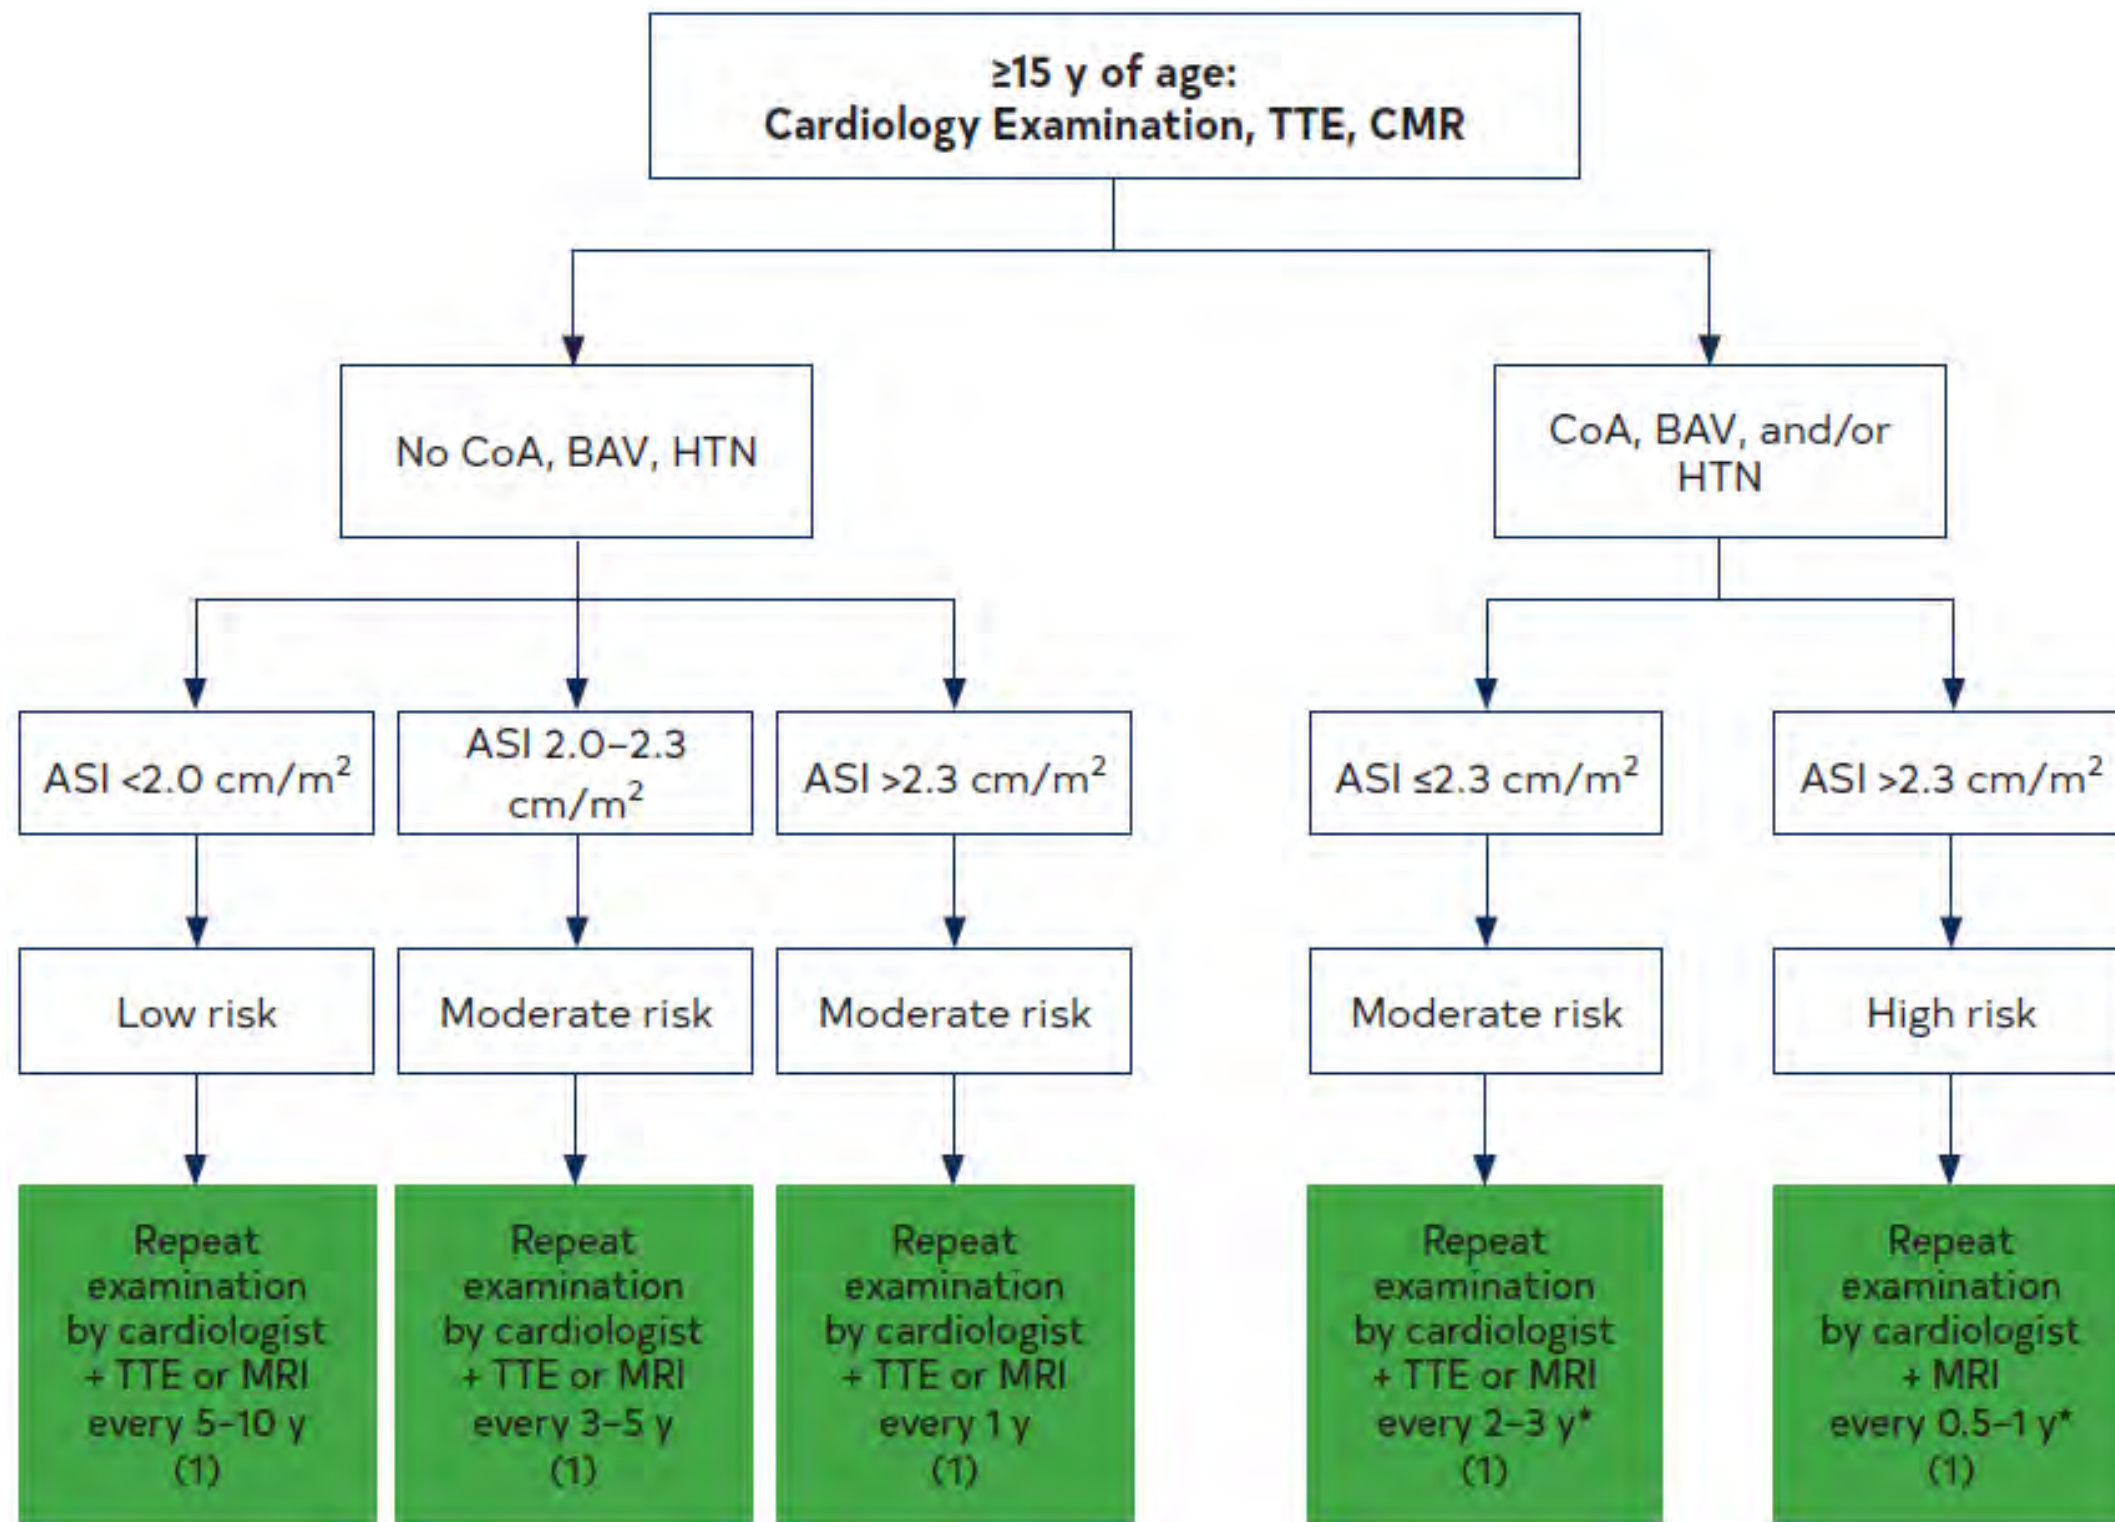 ≥15 y of age:
Cardiology Examination, TTE, CMR
No CoA, BAV, HTN
CoA, BAV, and/or
HTN
ASI <2.0 cm/m²
ASI 2.0–2.3
cm/m²
ASI >2.3 cm/m²
ASI ≤2.3 cm/m²
ASI >2.3 cm/m²
Low risk
Moderate risk
Moderate risk
Moderate risk
High risk
Repeat
examination
by cardiologist
+ TTE or MRI
every 5–10 y
(1)
Repeat
examination
by cardiologist
+ TTE or MRI
every 3–5 y
(1)
Repeat
examination
by cardiologist
+ TTE or MRI
every 1 y
(1)
Repeat
examination
by cardiologist
+ TTE or MRI
every 2–3 y*
(1)
Repeat
examination
by cardiologist
+ MRI
every 0.5–1 y*
(1)